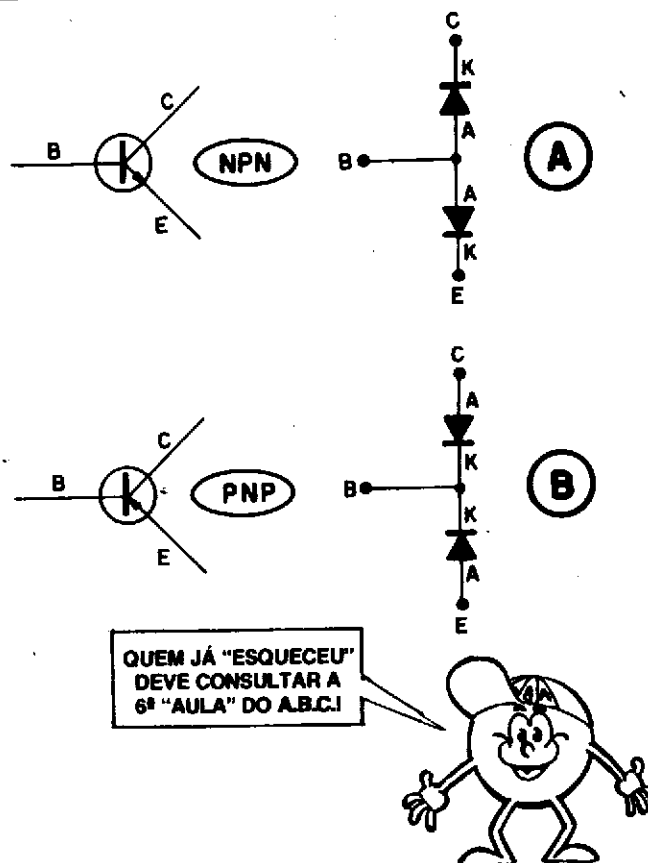 C
K
C
A
B
NPN
B
A
E
A
K
E
C
A
C
K
B
PNP
B
B
K
E
A
E
QUEM JÁ "ESQUECEU"
DEVE CONSULTAR A
6ª "AULA" DO A.B.C.!